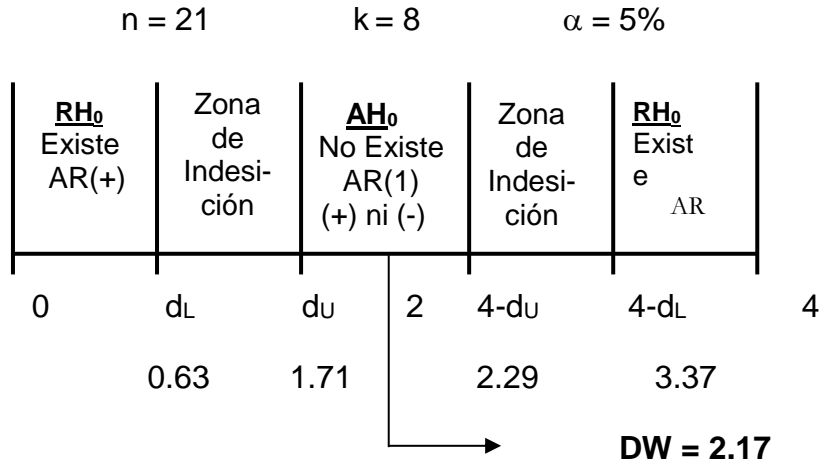 n = 21 k = 8 α = 5%
RH0
Existe
AR(+)
Zona
de
Indesi-
ción
AH0
No Existe
AR(1)
(+) ni (-)
Zona
de
Indesi-
ción
RH0
Exist
e
AR
0 dL dU 2 4-dU 4-dL 4
0.63 1.71 2.29 3.37
DW = 2.17